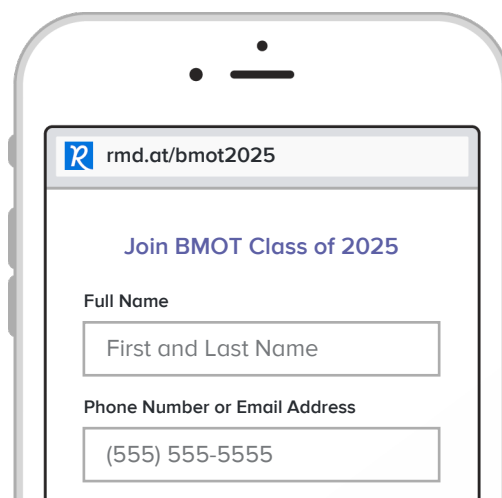 rmd.at/bmot2025
Join BMOT Class of 2025
Full Name
First and Last Name
Phone Number or Email Address
(555) 555-5555